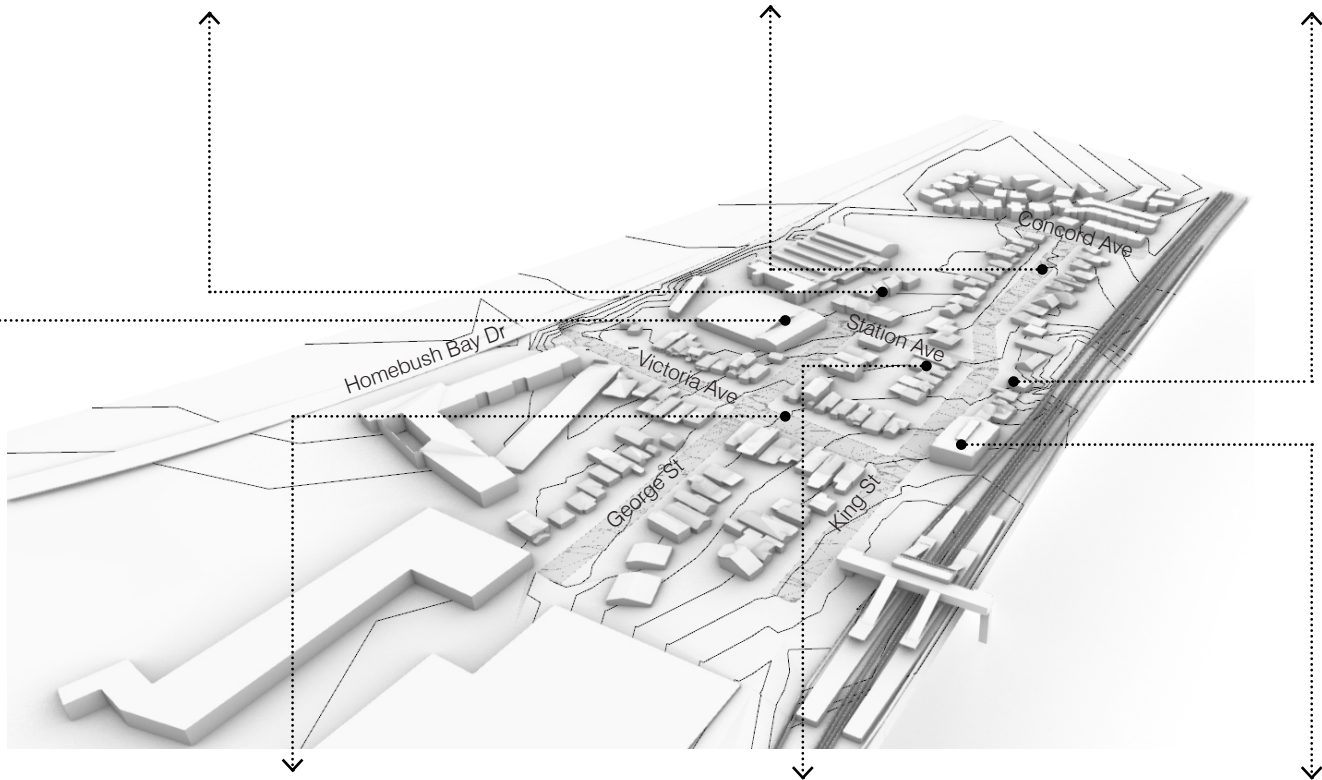 Concord Ave
Station Ave
Homebush Bay Dr
Victoria Ave
George St
King St